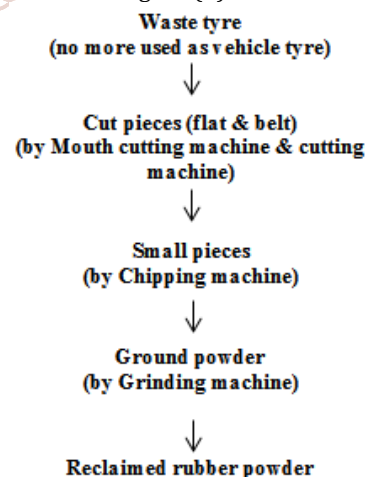 Waste tyre
(no more used as vehicle tyre)
Cut pieces (flat & belt)
(by Mouth cutting machine & cutting
machine)
Small pieces
(by Chipping machine)
Ground powder
(by Grinding machine)
Reclaimed rubber powder